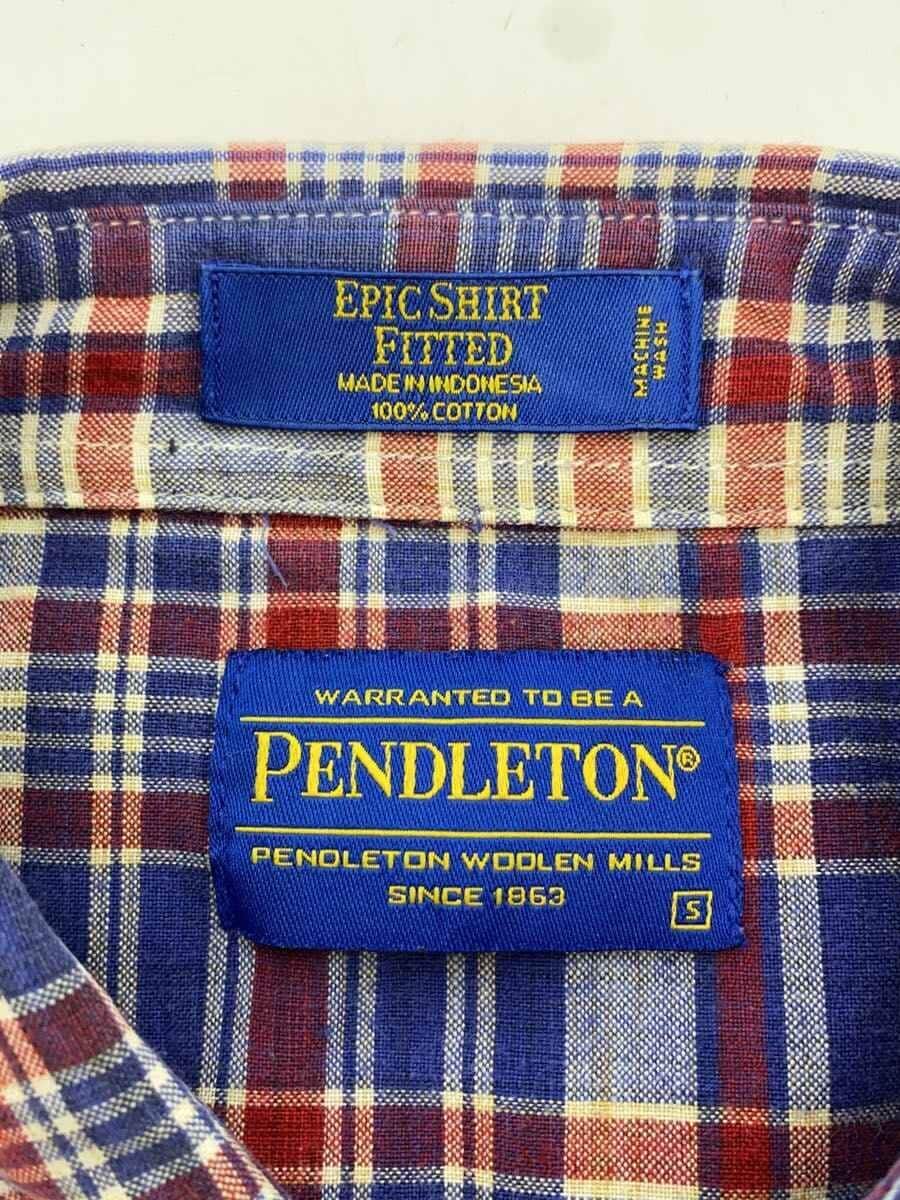 EPIC SHIRT
FITTED
MADE IN INDONESIA
100% COTTON
MACHINE
WASH
WARRANTED TO BE A
PENDLETON®
PENDLETON WOOLEN MILLS
SINCE 1863
S